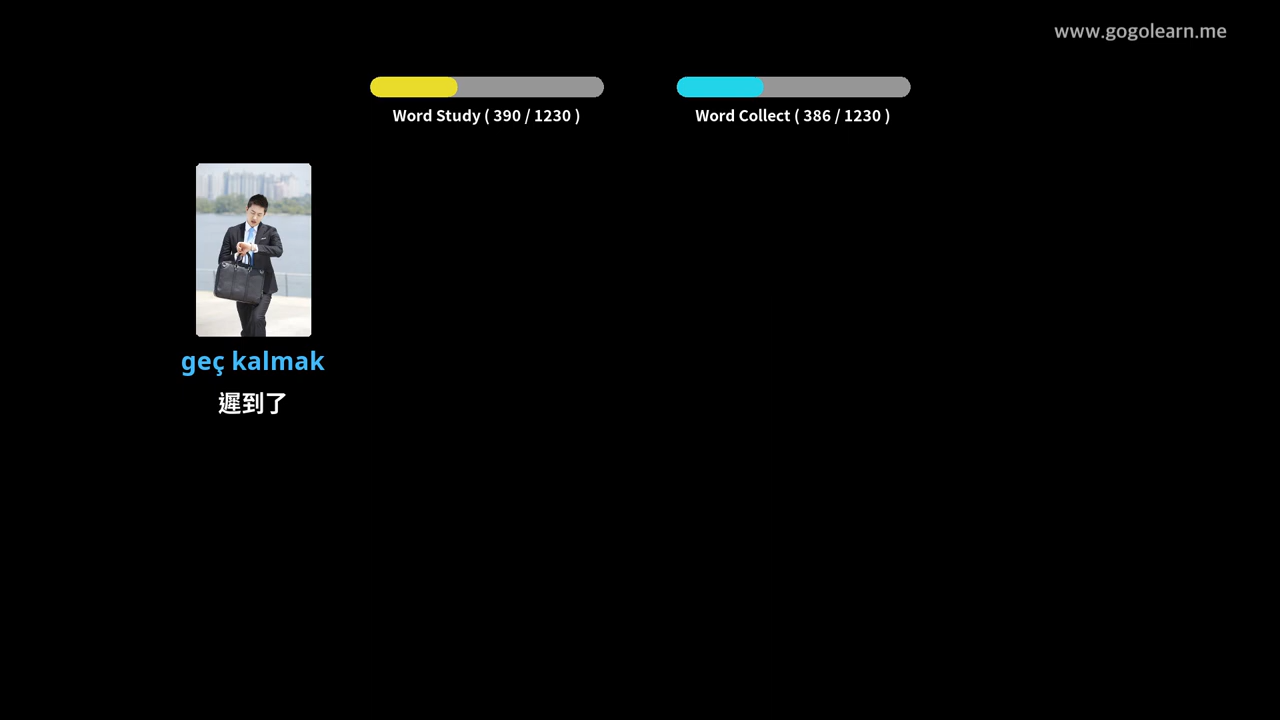 www.gogolearn.me
Word Study ( 390 / 1230 )
Word Collect ( 386 / 1230 )
geç kalmak
遲到了